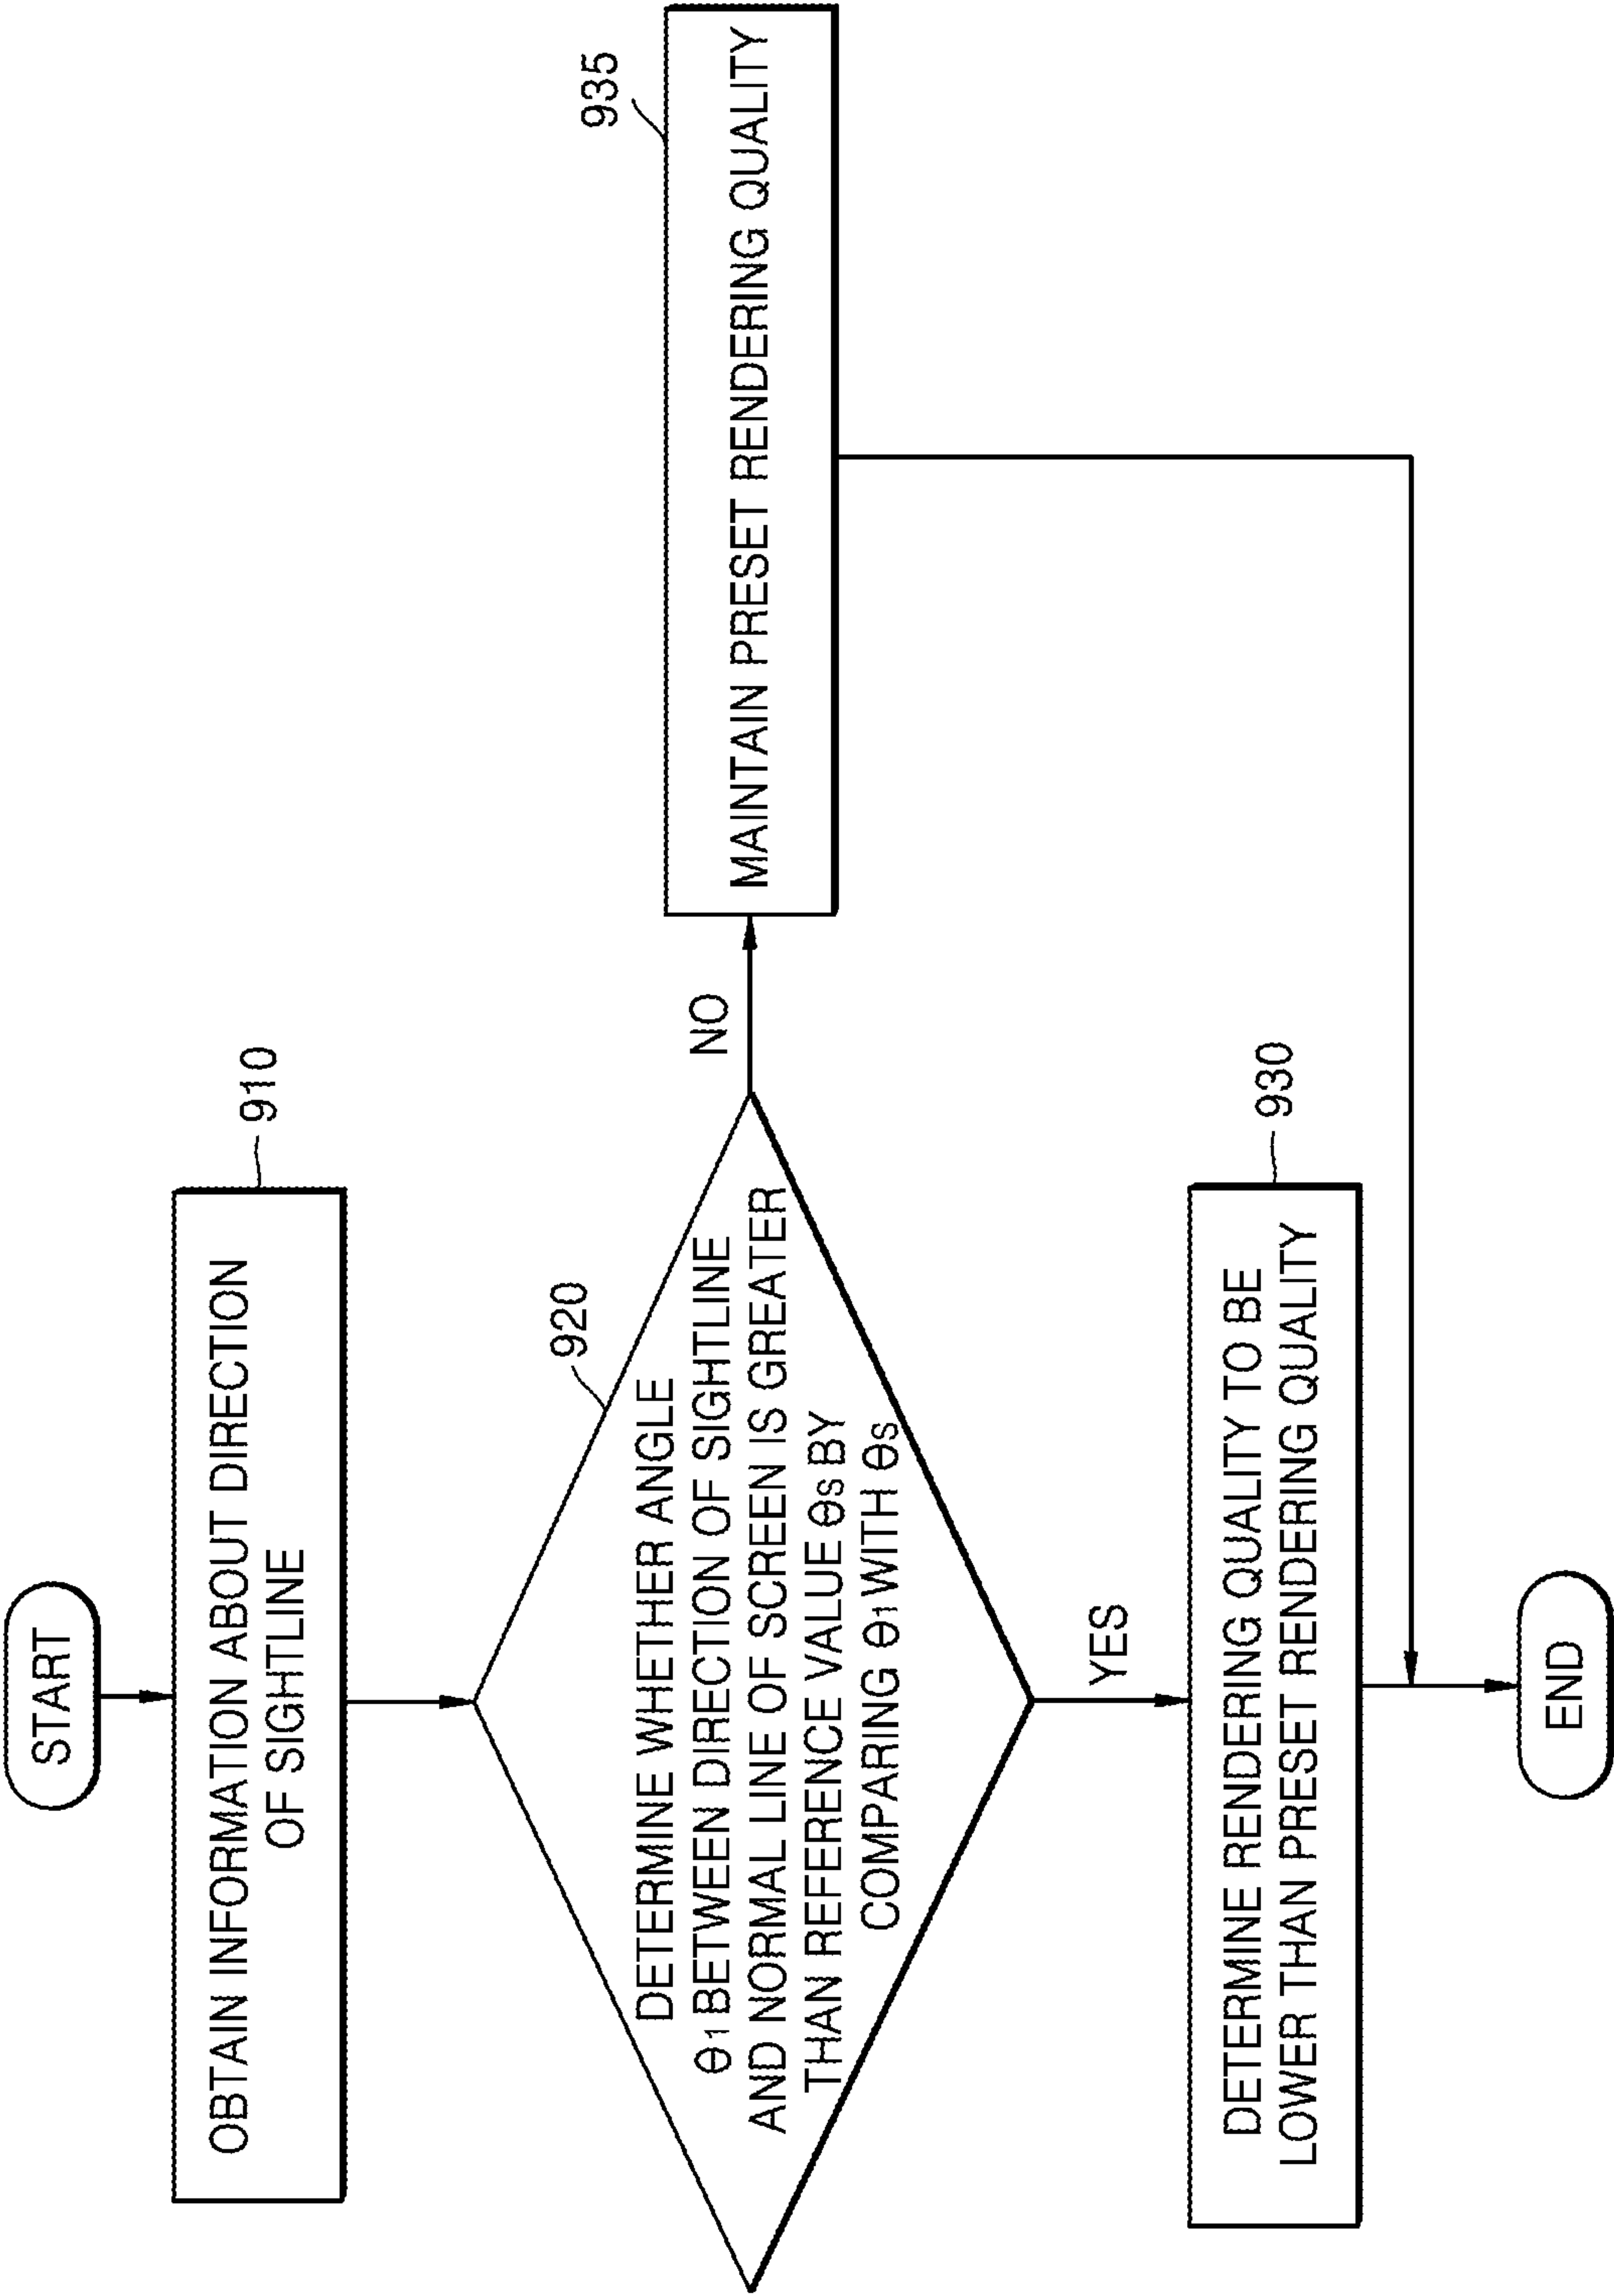 START
910
OBTAIN INFORMATION ABOUT DIRECTION
OF SIGHTLINE
920
DETERMINE WHETHER ANGLE
θ1 BETWEEN DIRECTION OF SIGHTLINE
AND NORMAL LINE OF SCREEN IS GREATER
THAN REFERENCE VALUE θS BY
COMPARING θ1 WITH θS
NO
935
MAINTAIN PRESET RENDERING QUALITY
YES
930
DETERMINE RENDERING QUALITY TO BE
LOWER THAN PRESET RENDERING QUALITY
END